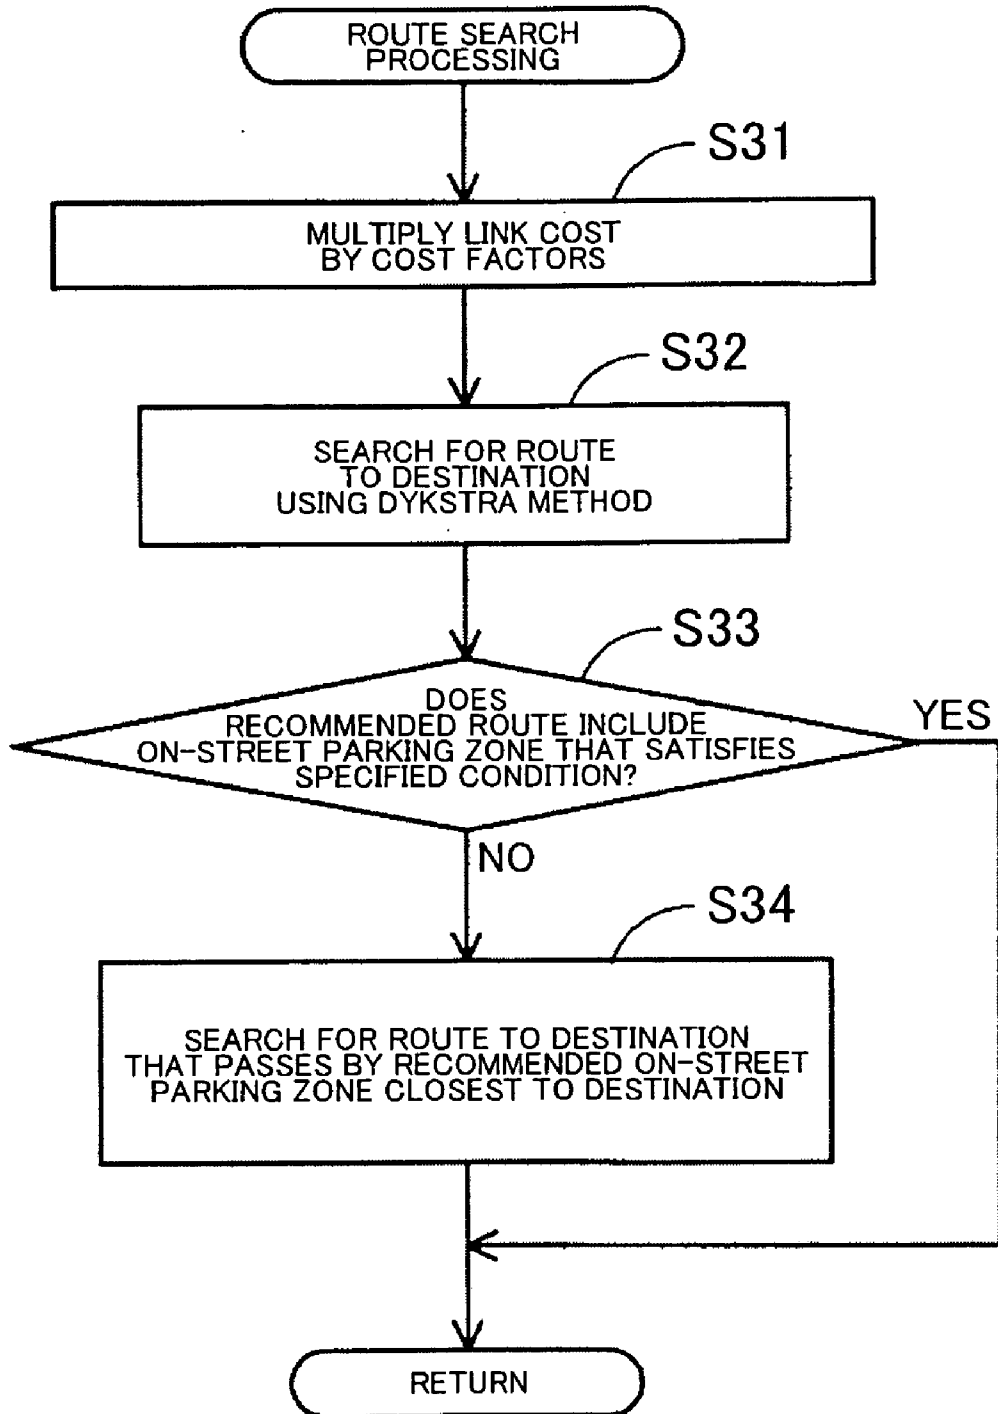 ROUTE SEARCH
PROCESSING
S31
MULTIPLY LINK COST
BY COST FACTORS
S32
SEARCH FOR ROUTE
TO DESTINATION
USING DYKSTRA METHOD
S33
DOES
RECOMMENDED ROUTE INCLUDE
ON-STREET PARKING ZONE THAT SATISFIES
SPECIFIED CONDITION?
YES
NO
S34
SEARCH FOR ROUTE TO DESTINATION
THAT PASSES BY RECOMMENDED ON-STREET
PARKING ZONE CLOSEST TO DESTINATION
RETURN